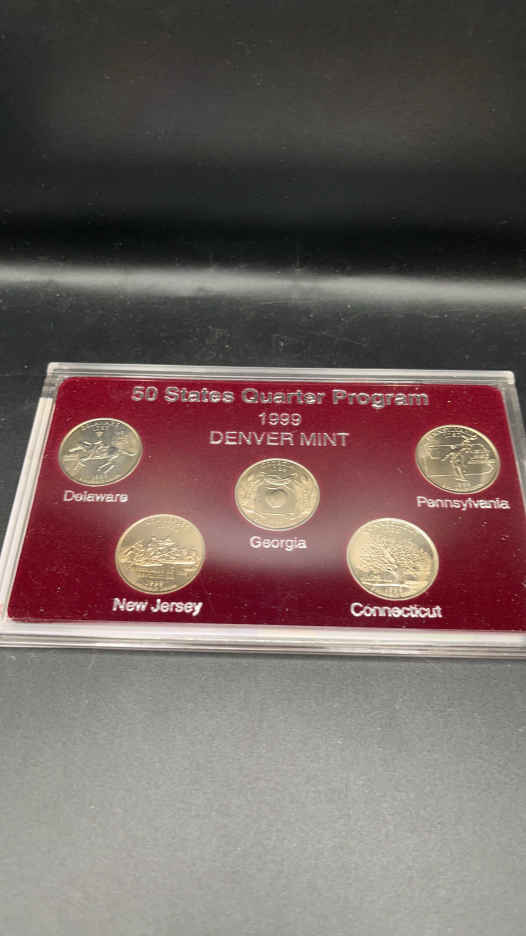 50 States Quarter Program
1999
DENVER MINT
Delaware
Pennsylvania
Georgia
New Jersey
Connecticut